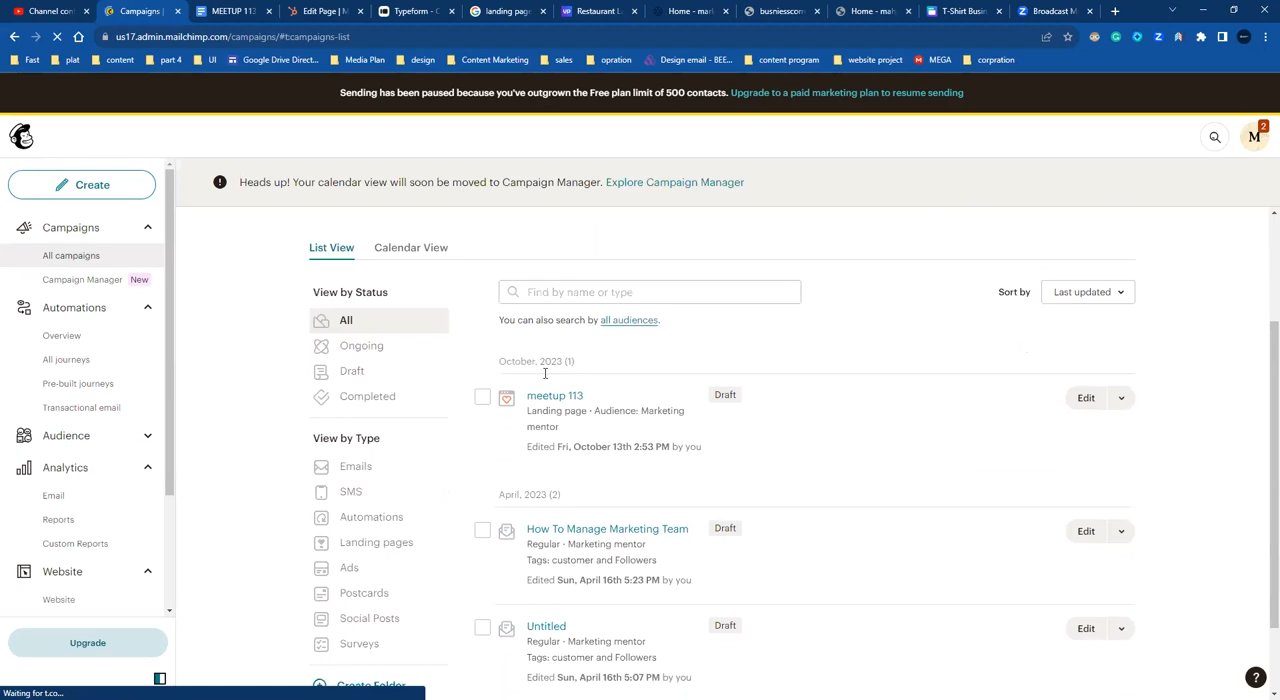 Channel con
Campaigns |
MEETUP 113
Edit Page | M
Typeform - C
landing page
Restaurant L
Home - mar
busniesscon
Home - mah
T-Shirt Busin
Broadcast M
us17.admin.mailchimp.com/campaigns/#t:campaigns-list
Fast
plat
content
part 4
UI
Google Drive Direct...
Media Plan
design
Content Marketing
sales
opration
Design email - BEE...
content program
website project
MEGA
corpration
Sending has been paused because you've outgrown the Free plan limit of 500 contacts. Upgrade to a paid marketing plan to resume sending
M
2
Create
Heads up! Your calendar view will soon be moved to Campaign Manager. Explore Campaign Manager
Campaigns
All campaigns
Campaign Manager New
Automations
Overview
All journeys
Pre-built journeys
Transactional email
Audience
Analytics
Email
Reports
Custom Reports
Website
Website
Upgrade
List View
Calendar View
View by Status
All
Ongoing
Draft
Completed
View by Type
Emails
SMS
Automations
Landing pages
Ads
Postcards
Social Posts
Surveys
Create Folder
Find by name or type
Sort by
Last updated
You can also search by all audiences.
October, 2023 (1)
meetup 113
Draft
Edit
Landing page · Audience: Marketing
mentor
Edited Fri, October 13th 2:53 PM by you
April, 2023 (2)
How To Manage Marketing Team
Draft
Edit
Regular · Marketing mentor
Tags: customer and Followers
Edited Sun, April 16th 5:23 PM by you
Untitled
Draft
Edit
Regular · Marketing mentor
Tags: customer and Followers
Edited Sun, April 16th 5:07 PM by you
?
Waiting for t.co...